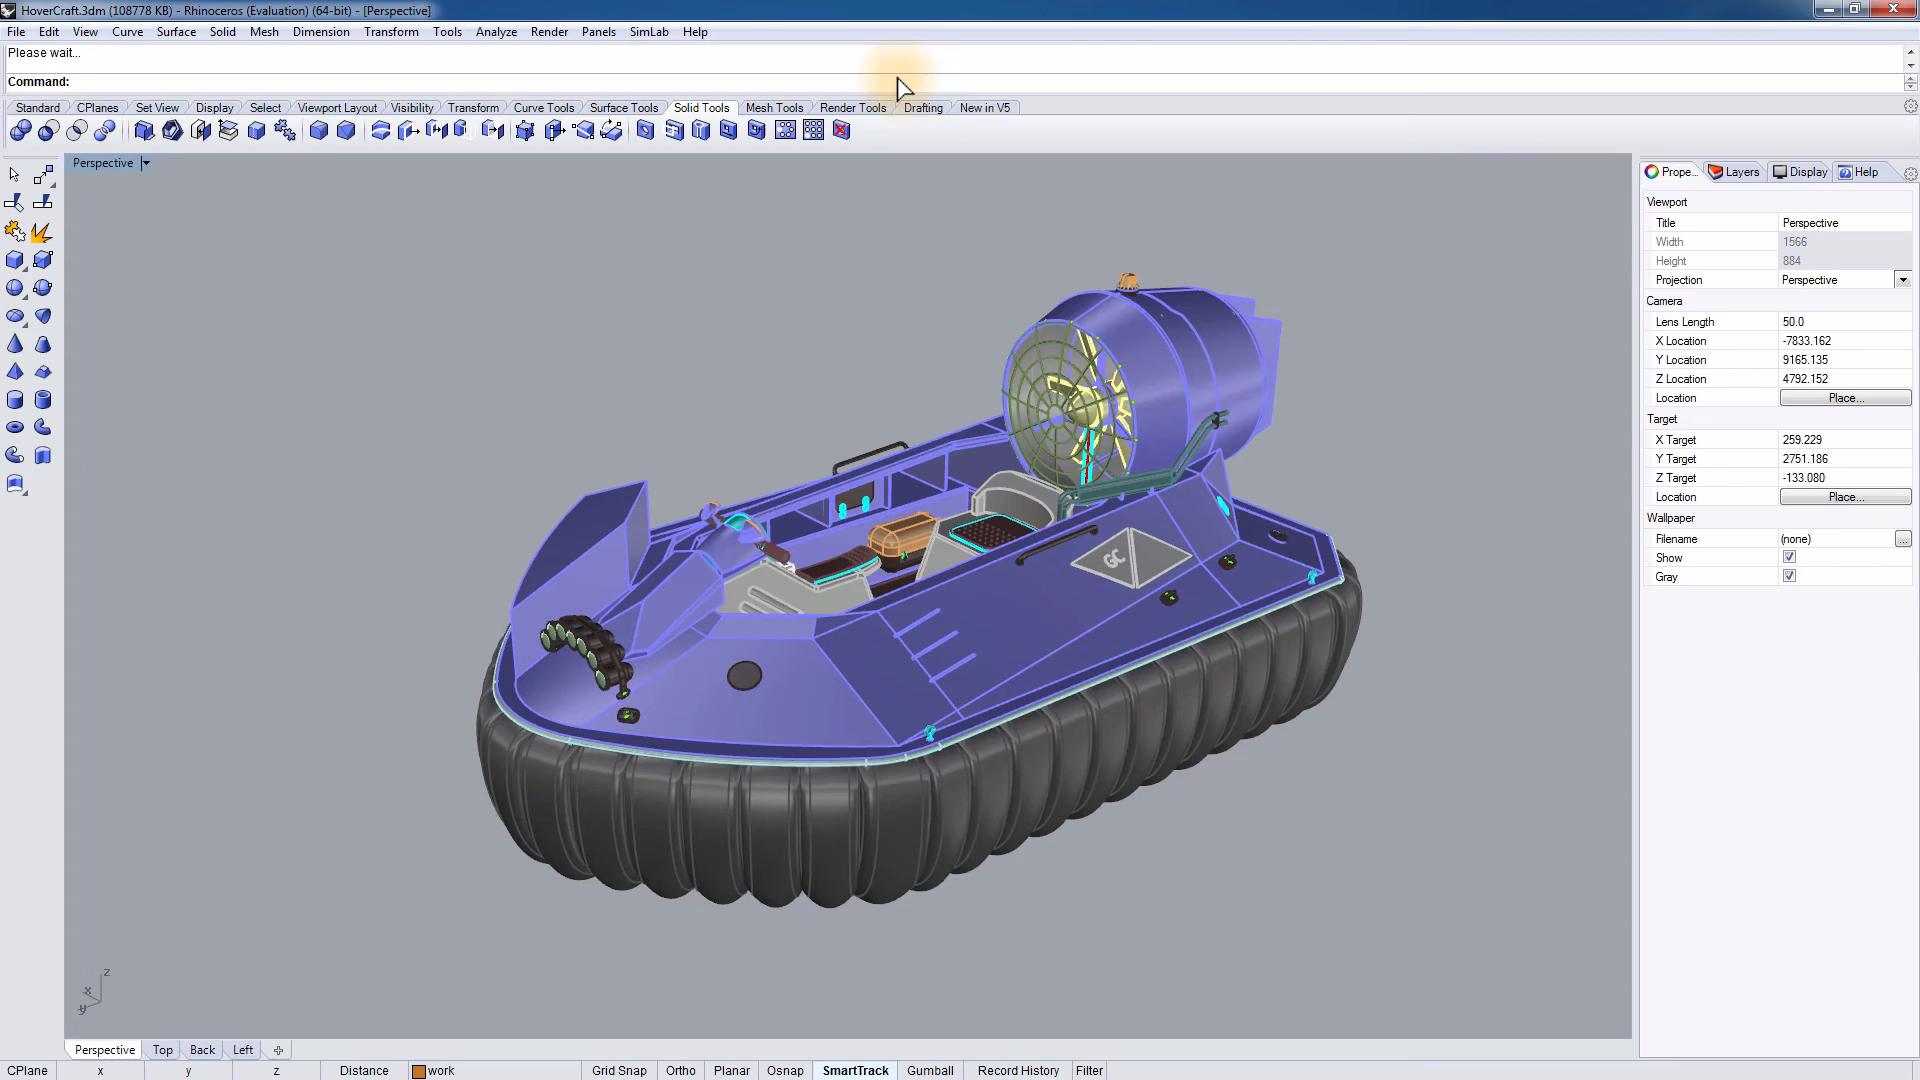 HoverCraft.3dm (108778 KB) - Rhinoceros (Evaluation) (64-bit) - [Perspective]
File Edit View Curve Surface Solid Mesh Dimension Transform Tools Analyze Render Panels SimLab Help
Please wait...
Command:
Standard CPlanes Set View Display Select Viewport Layout Visibility Transform Curve Tools Surface Tools Solid Tools Mesh Tools Render Tools Drafting New in V5
Perspective
Prope... Layers Display Help
Viewport
Title Perspective
Width 1566
Height 884
Projection Perspective
Camera
Lens Length 50.0
X Location -7833.162
Y Location 9165.135
Z Location 4792.152
Location Place...
Target
X Target 259.229
Y Target 2751.186
Z Target -133.080
Location Place...
Wallpaper
Filename (none) ...
Show
Gray
GC
z
x
y
Perspective Top Back Left
CPlane x y z Distance work Grid Snap Ortho Planar Osnap SmartTrack Gumball Record History Filter